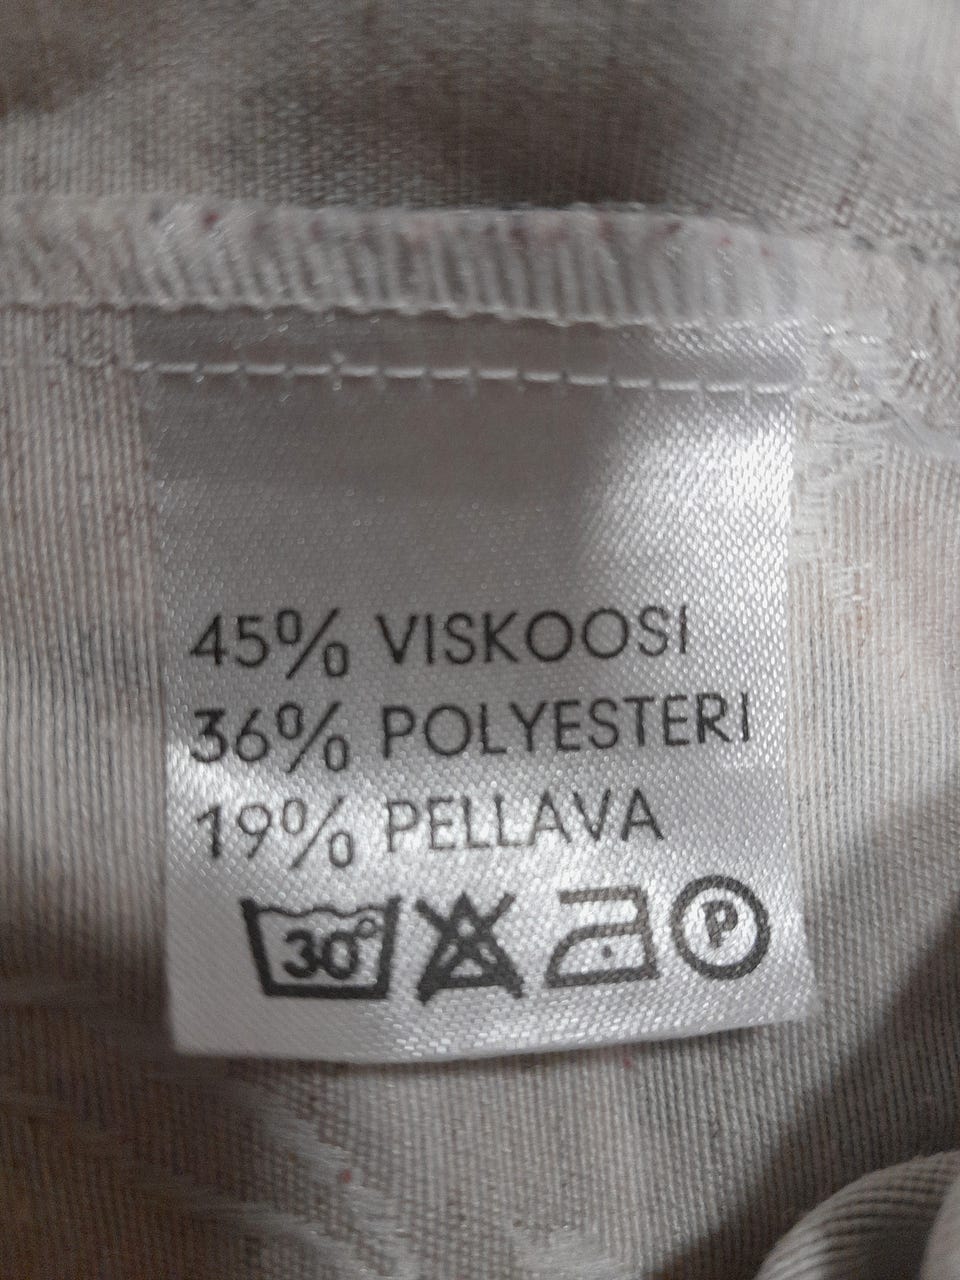 45% VISKOOSI
36% POLYESTERI
19% PELLAVA
30° P